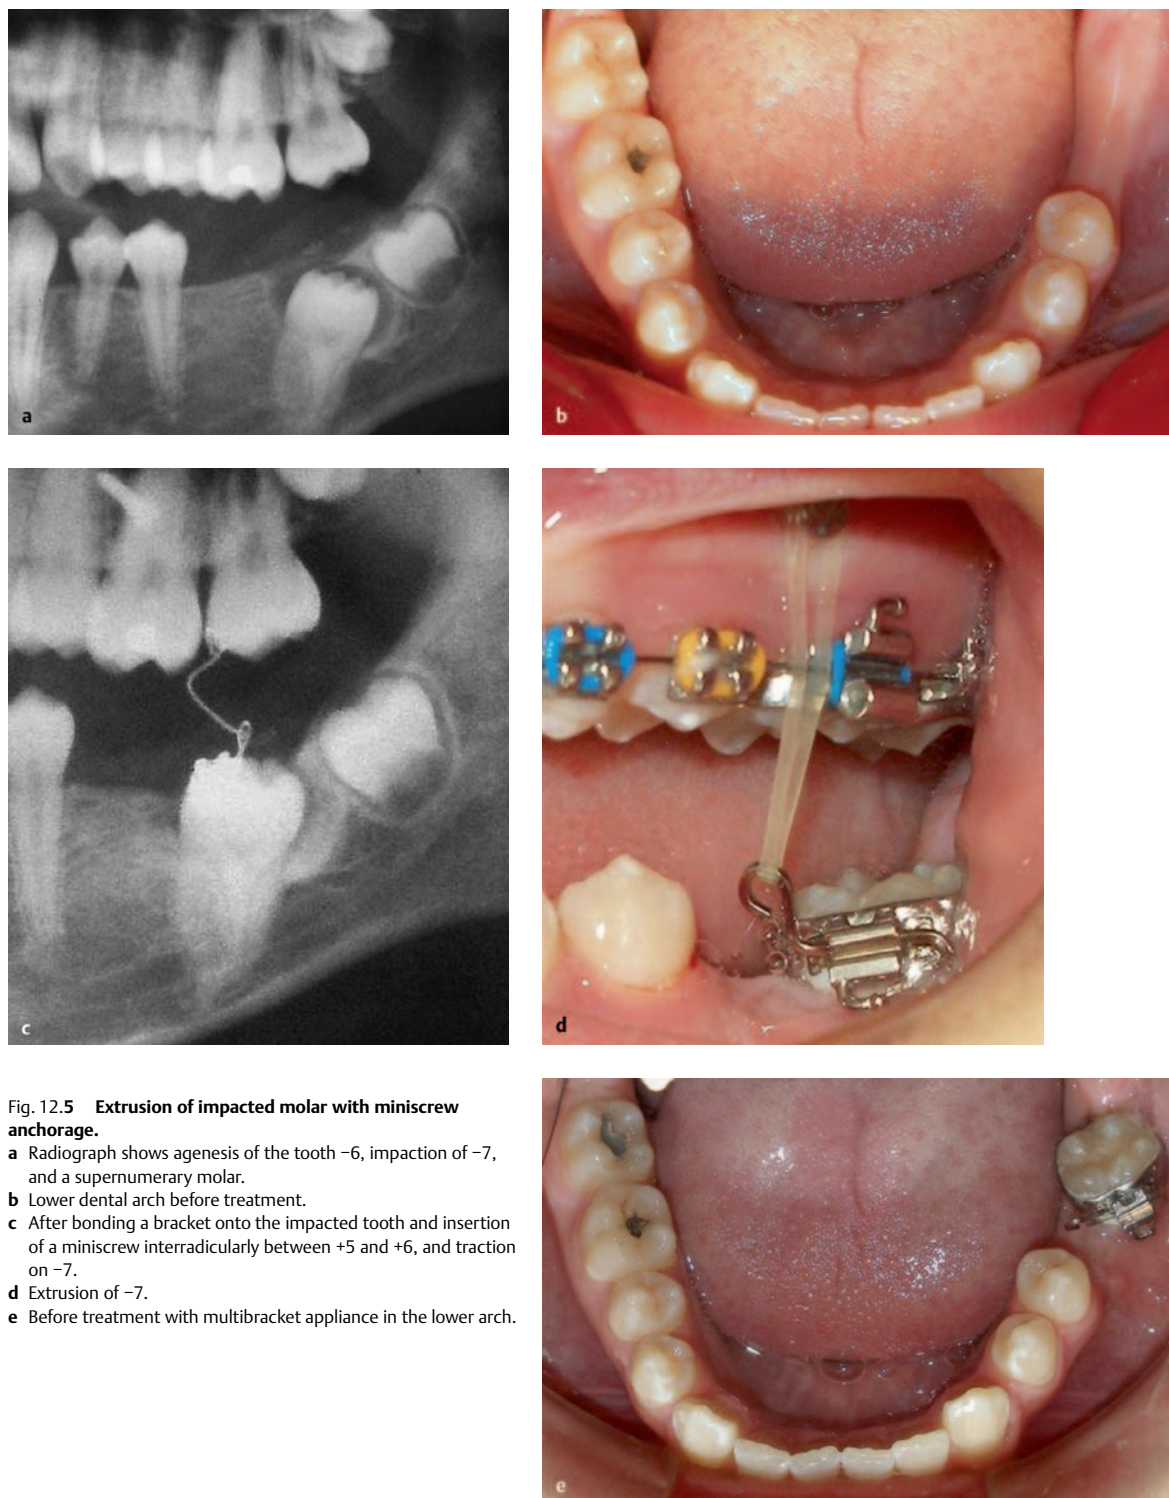 a
b
c
d
Fig. 12.5 Extrusion of impacted molar with miniscrew
anchorage.
a Radiograph shows agenesis of the tooth −6, impaction of −7,
and a supernumerary molar.
b Lower dental arch before treatment.
c After bonding a bracket onto the impacted tooth and insertion
of a miniscrew interradicularly between +5 and +6, and traction
on −7.
d Extrusion of −7.
e Before treatment with multibracket appliance in the lower arch.
e